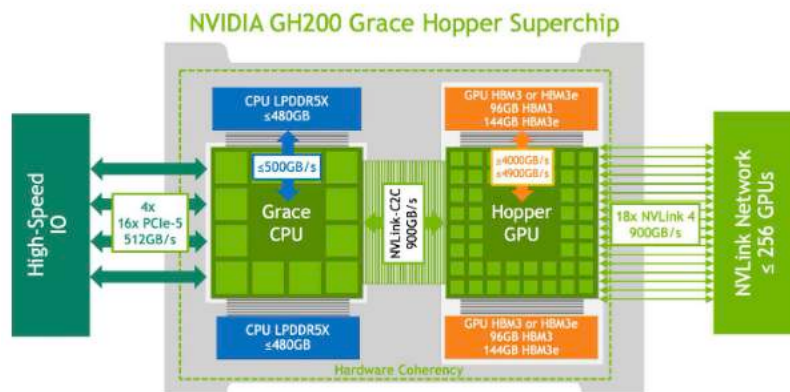 NVIDIA GH200 Grace Hopper Superchip
High-Speed
IO
4x
16x PCIe-5
512GB/s
CPU LPDDR5X
≤480GB
≤500GB/s
Grace
CPU
CPU LPDDR5X
≤480GB
NVLink-C2C
900GB/s
GPU HBM3 or HBM3e
96GB HBM3
144GB HBM3e
≤4000GB/s
≤4900GB/s
Hopper
GPU
GPU HBM3 or HBM3e
96GB HBM3
144GB HBM3e
18x NVLink 4
900GB/s
NVLink Network
≤ 256 GPUs
Hardware Coherency